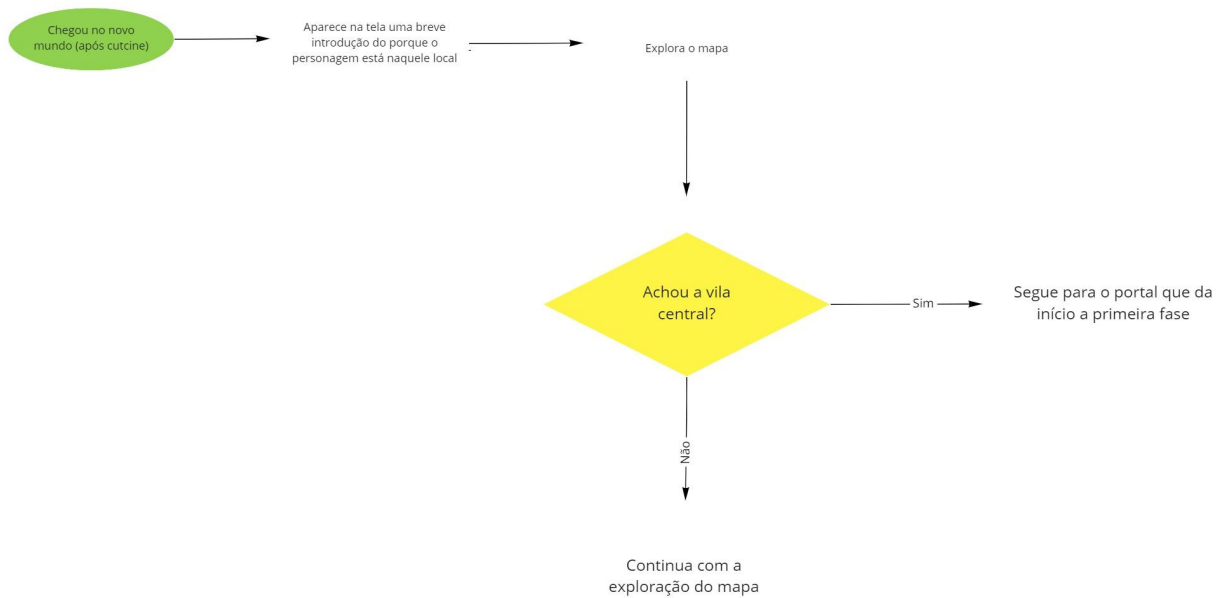 Chegou no novo
mundo (após cutcine)
Aparece na tela uma breve
introdução do porque o
personagem está naquele local
Explora o mapa
Achou a vila
central?
Sim
Segue para o portal que da
início a primeira fase
Não
Continua com a
exploração do mapa